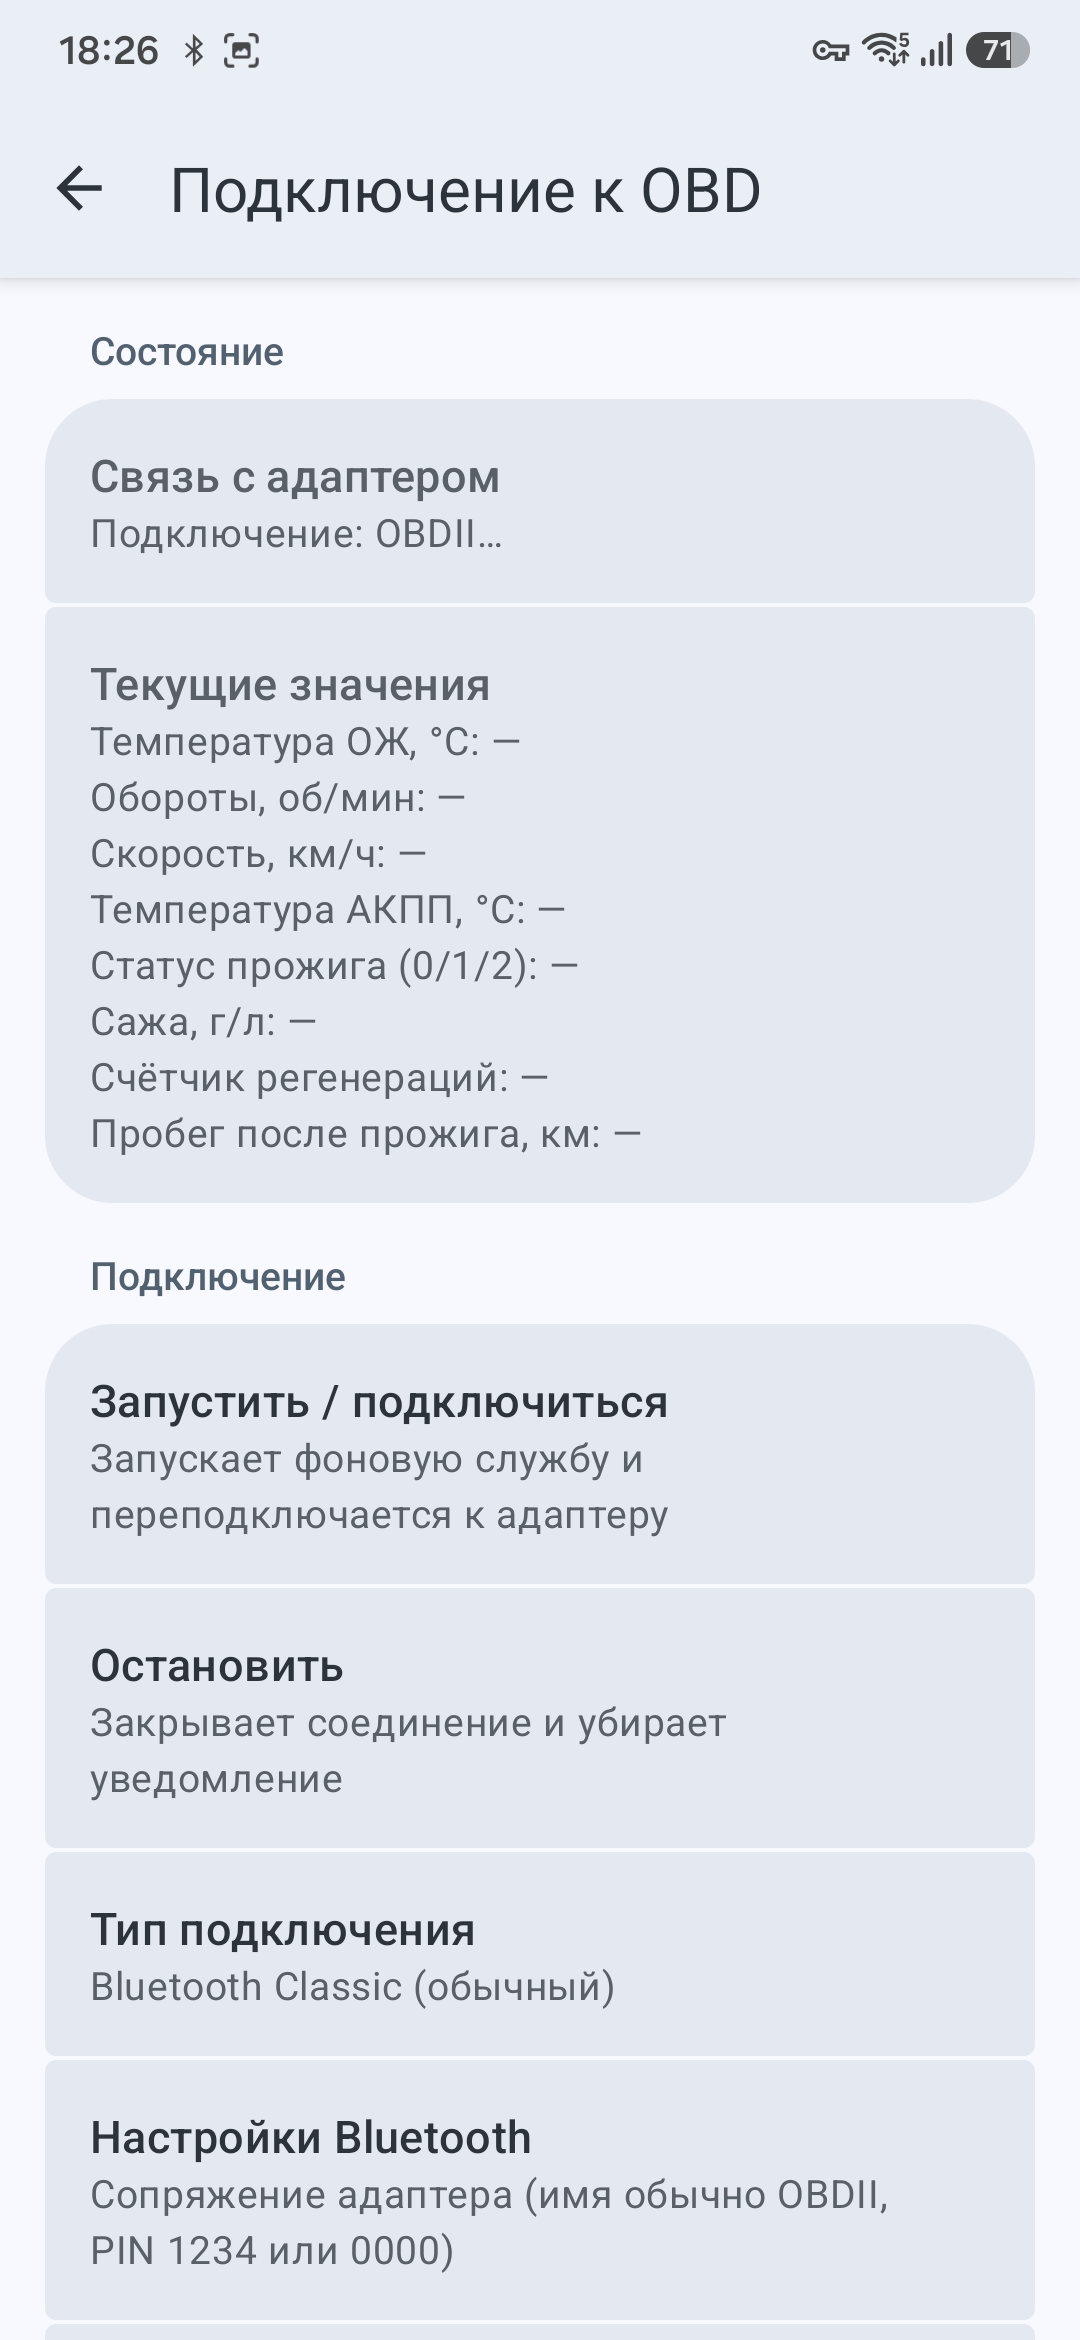 18:26
5
71
Подключение к OBD
Состояние
Связь с адаптером
Подключение: OBDII...
Текущие значения
Температура ОЖ, °C: —
Обороты, об/мин: —
Скорость, км/ч: —
Температура АКПП, °C: —
Статус прожига (0/1/2): —
Сажа, г/л: —
Счётчик регенераций: —
Пробег после прожига, км: —
Подключение
Запустить / подключиться
Запускает фоновую службу и
переподключается к адаптеру
Остановить
Закрывает соединение и убирает
уведомление
Тип подключения
Bluetooth Classic (обычный)
Настройки Bluetooth
Сопряжение адаптера (имя обычно OBDII,
PIN 1234 или 0000)